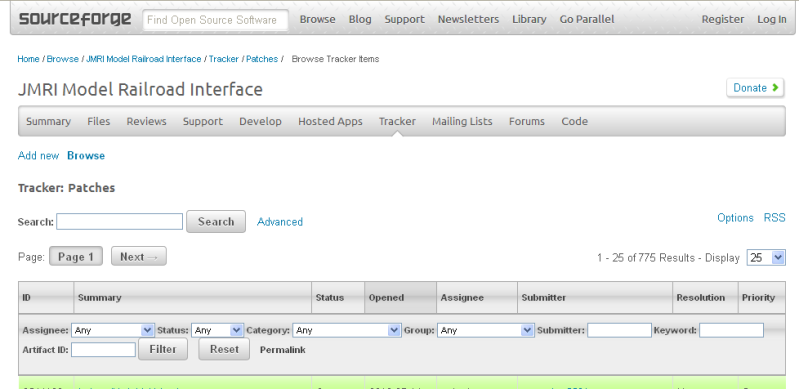 sourceforge Find Open Source Software Browse Blog Support Newsletters Library Go Parallel Register Log In
Home / Browse / JMRI Model Railroad Interface / Tracker / Patches / Browse Tracker Items
JMRI Model Railroad Interface Donate
Summary Files Reviews Support Develop Hosted Apps Tracker Mailing Lists Forums Code
Add new Browse
Tracker: Patches
Search: Search Advanced Options RSS
Page: Page 1 Next → 1 - 25 of 775 Results - Display 25
ID Summary Status Opened Assignee Submitter Resolution Priority
Assignee: Any Status: Any Category: Any Group: Any Submitter: Keyword:
Artifact ID: Filter Reset Permalink